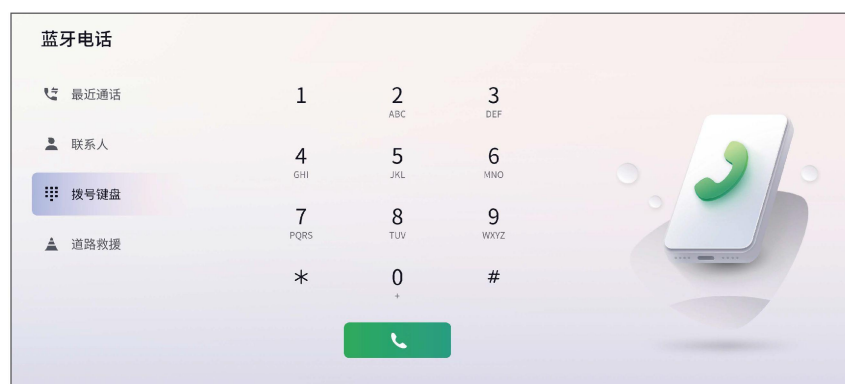 蓝牙电话
最近通话
联系人
拨号键盘
道路救援
1 2 3
ABC DEF
4 5 6
GHI JKL MNO
7 8 9
PQRS TUV WXYZ
* 0 #
+